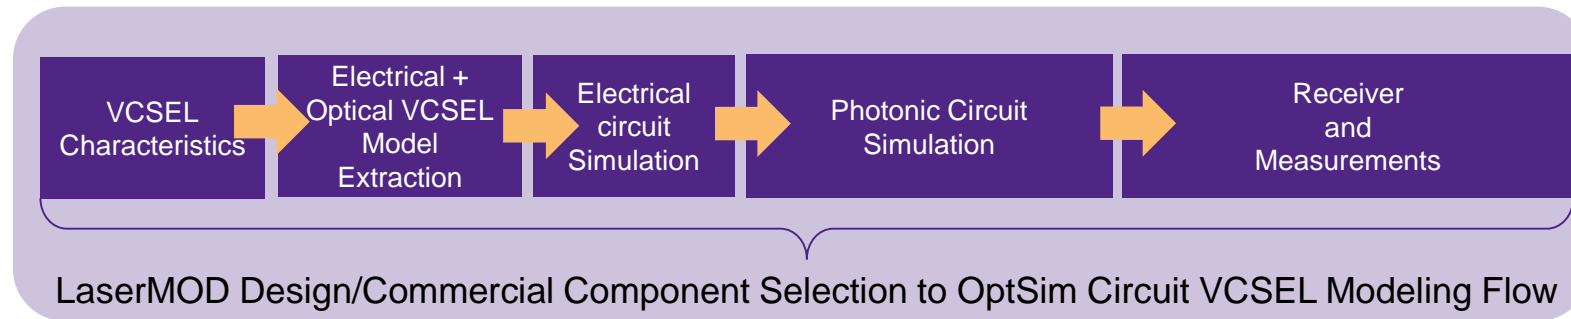 VCSEL
Characteristics
Electrical +
Optical VCSEL
Model
Extraction
Electrical
circuit
Simulation
Photonic Circuit
Simulation
Receiver
and
Measurements
LaserMOD Design/Commercial Component Selection to OptSim Circuit VCSEL Modeling Flow